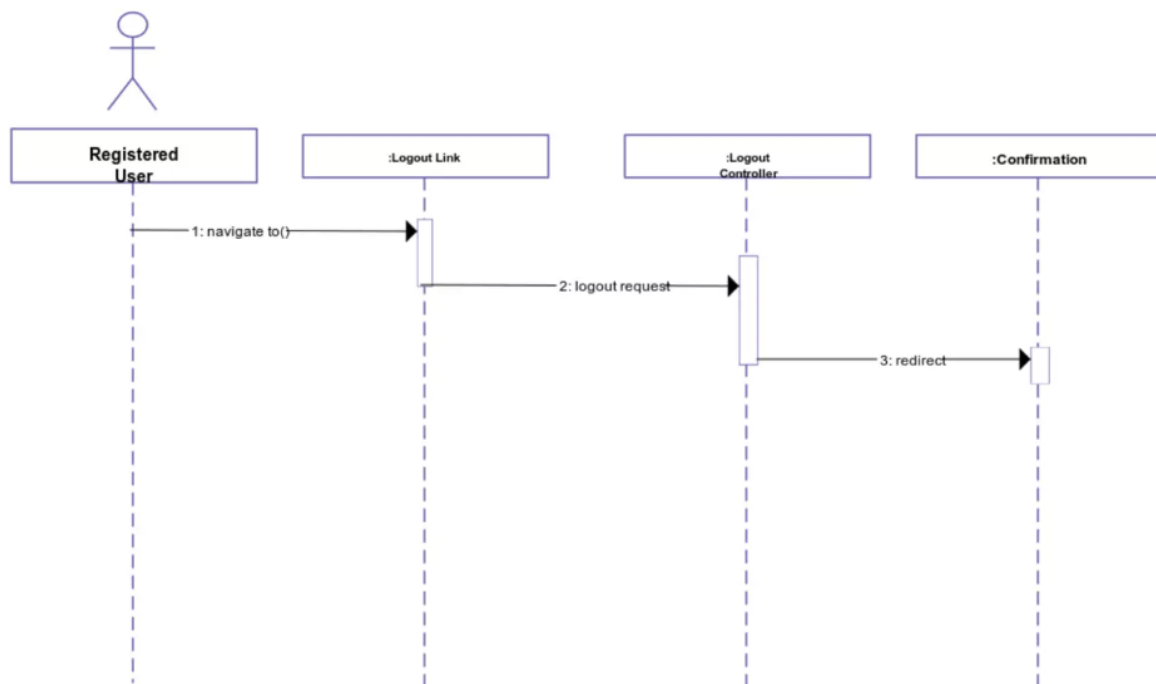 Registered
User
:Logout Link
:Logout
Controller
:Confirmation
1: navigate to()
2: logout request
3: redirect